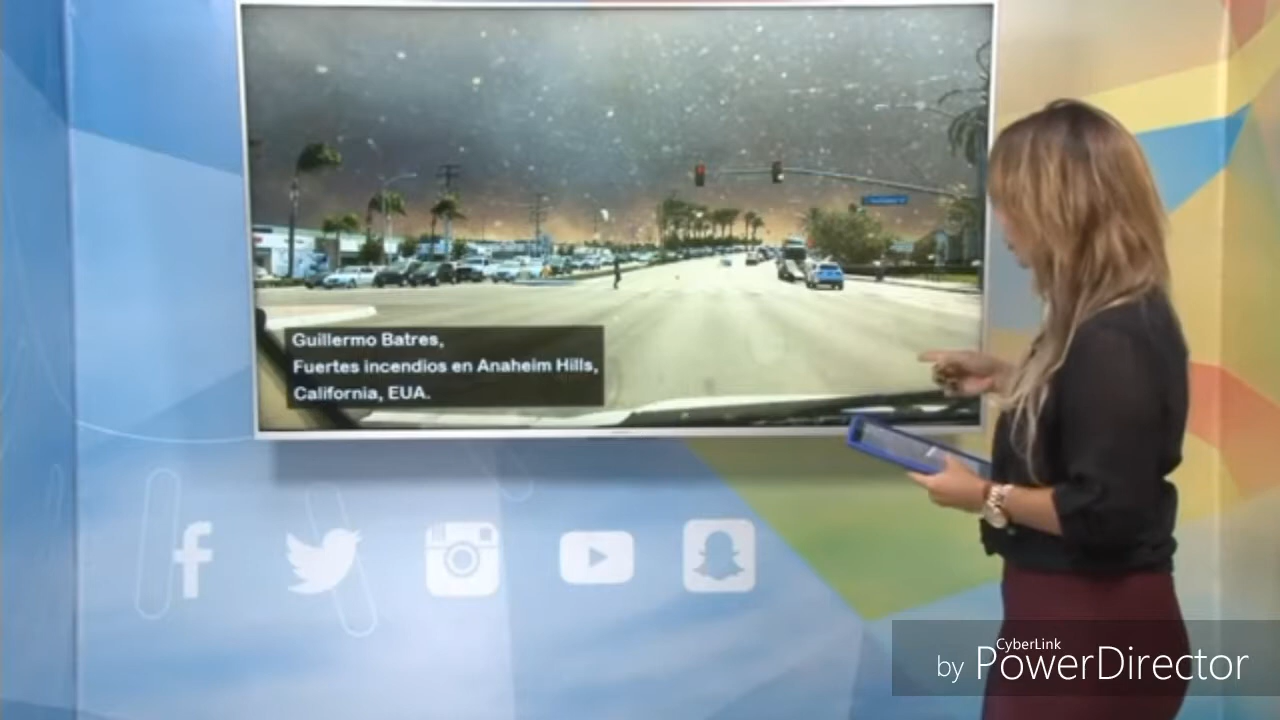 Guillermo Batres,
Fuertes incendios en Anaheim Hills,
California, EUA.
CyberLink
by PowerDirector